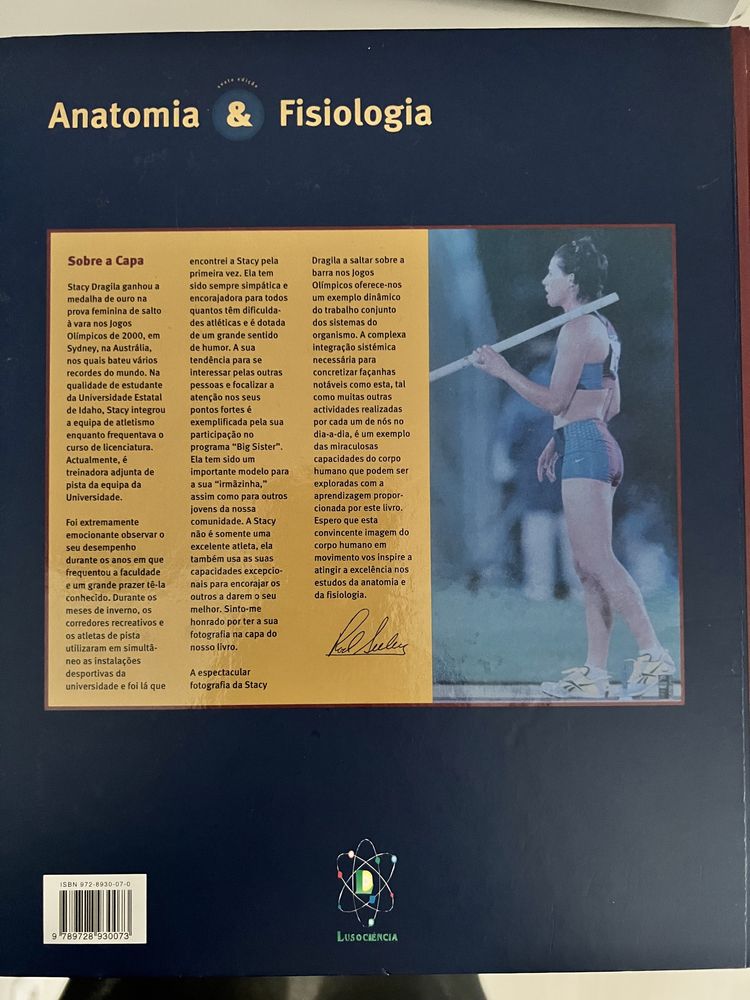 sexta edição
Anatomia & Fisiologia
Sobre a Capa
Stacy Dragila ganhou a
medalha de ouro na
prova feminina de salto
à vara nos Jogos
Olímpicos de 2000, em
Sydney, na Austrália,
nos quais bateu vários
recordes do mundo. Na
qualidade de estudante
da Universidade Estatal
de Idaho, Stacy integrou
a equipa de atletismo
enquanto frequentava o
curso de licenciatura.
Actualmente, é
treinadora adjunta de
pista da equipa da
Universidade.
Foi extremamente
emocionante observar o
seu desempenho
durante os anos em que
frequentou a faculdade
e um grande prazer tê-la
conhecido. Durante os
meses de inverno, os
corredores recreativos e
os atletas de pista
utilizaram em simultâ-
neo as instalações
desportivas da
universidade e foi lá que
encontrei a Stacy pela
primeira vez. Ela tem
sido sempre simpática e
encorajadora para todos
quantos têm dificulda-
des atléticas e é dotada
de um grande sentido
de humor. A sua
tendência para se
interessar pelas outras
pessoas e focalizar a
atenção nos seus
pontos fortes é
exemplificada pela sua
participação no
programa “Big Sister”.
Ela tem sido um
importante modelo para
a sua “irmãzinha,”
assim como para outros
jovens da nossa
comunidade. A Stacy
não é somente uma
excelente atleta, ela
também usa as suas
capacidades excepcio-
nais para encorajar os
outros a darem o seu
melhor. Sinto-me
honrado por ter a sua
fotografia na capa do
nosso livro.
A espectacular
fotografia da Stacy
Dragila a saltar sobre a
barra nos Jogos
Olímpicos oferece-nos
um exemplo dinâmico
do trabalho conjunto
dos sistemas do
organismo. A complexa
integração sistémica
necessária para
concretizar façanhas
notáveis como esta, tal
como muitas outras
actividades realizadas
por cada um de nós no
dia-a-dia, é um exemplo
das miraculosas
capacidades do corpo
humano que podem ser
exploradas com a
aprendizagem propor-
cionada por este livro.
Espero que esta
convincente imagem do
corpo humano em
movimento vos inspire a
atingir a excelência nos
estudos da anatomia e
da fisiologia.
Rod Seeley
ISBN 972-8930-07-0
9 789728 930073
L
LUSOCIÊNCIA